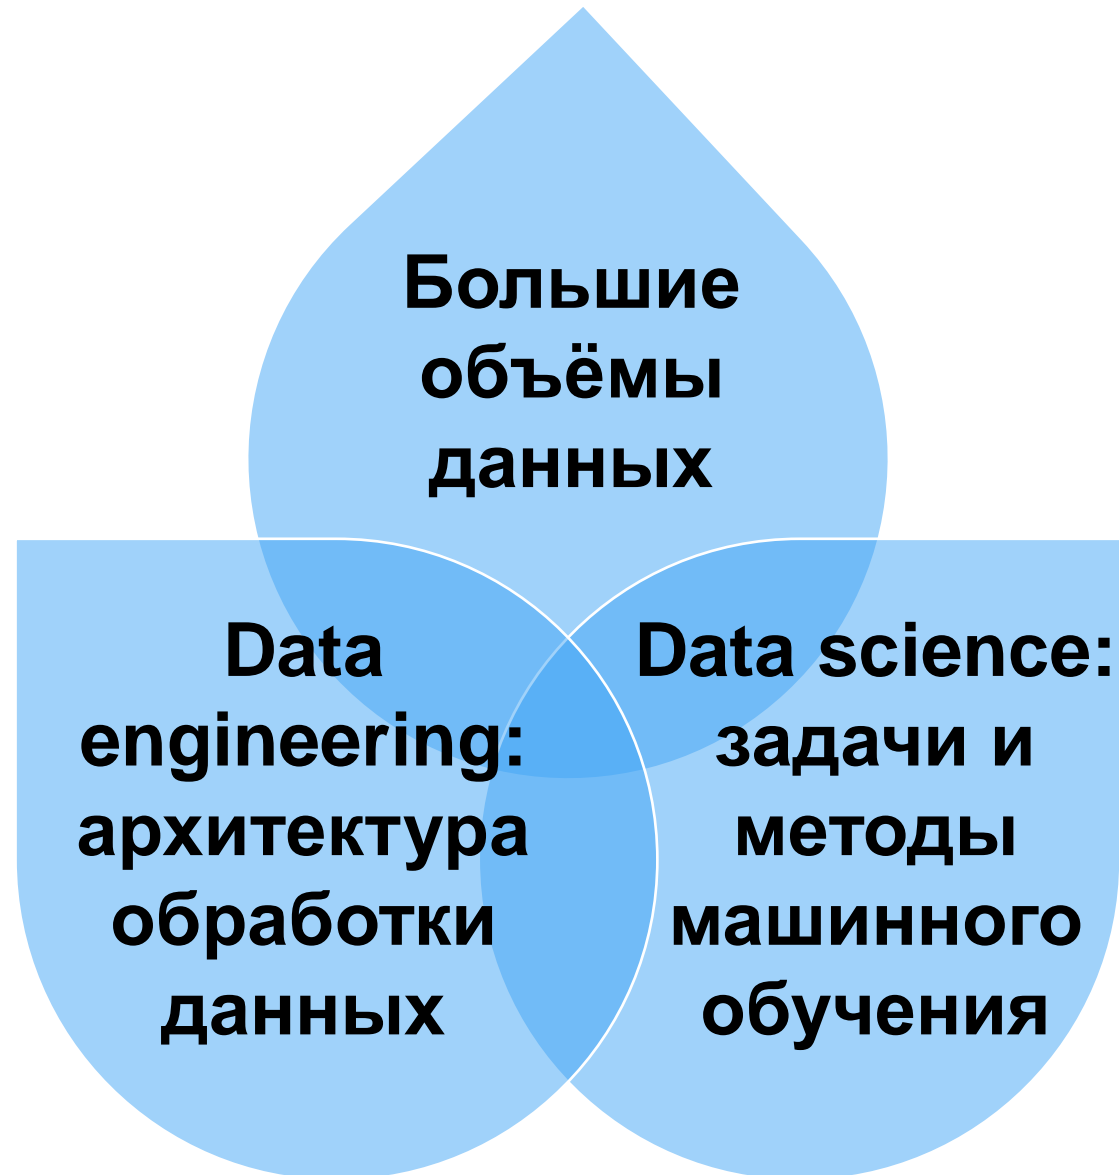 Большие
объёмы
данных
Data
engineering:
архитектура
обработки
данных
Data science:
задачи и
методы
машинного
обучения